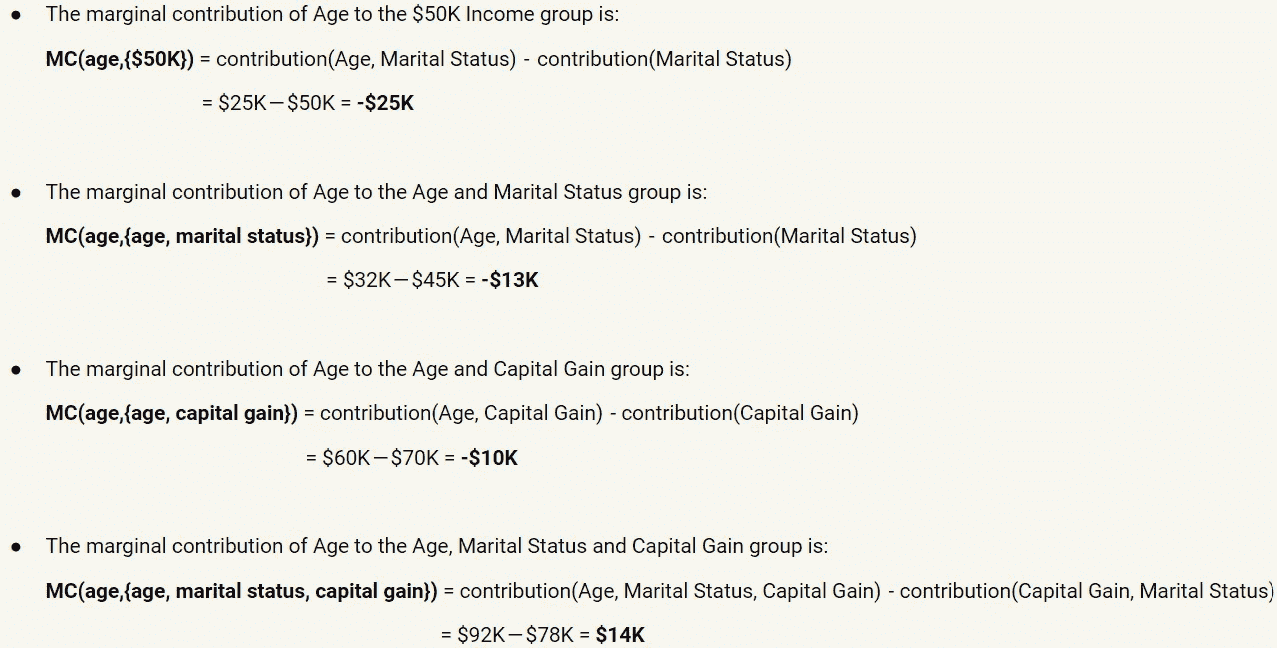 ● The marginal contribution of Age to the $50K Income group is:
MC(age,{$50K}) = contribution(Age, Marital Status) - contribution(Marital Status)
= $25K—$50K = -$25K
● The marginal contribution of Age to the Age and Marital Status group is:
MC(age,{age, marital status}) = contribution(Age, Marital Status) - contribution(Marital Status)
= $32K—$45K = -$13K
● The marginal contribution of Age to the Age and Capital Gain group is:
MC(age,{age, capital gain}) = contribution(Age, Capital Gain) - contribution(Capital Gain)
= $60K—$70K = -$10K
● The marginal contribution of Age to the Age, Marital Status and Capital Gain group is:
MC(age,{age, marital status, capital gain}) = contribution(Age, Marital Status, Capital Gain) - contribution(Capital Gain, Marital Status)
= $92K—$78K = $14K